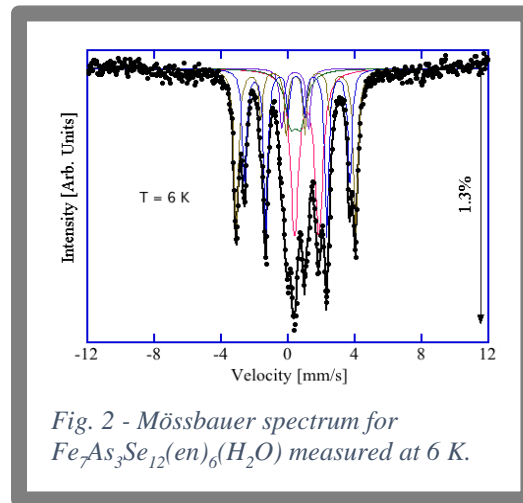 Intensity [Arb. Units]
T = 6 K
1.3%
-12 -8 -4 0 4 8 12
Velocity [mm/s]
Fig. 2 - Mössbauer spectrum for
Fe₇As₃Se₁₂(en)₆(H₂O) measured at 6 K.